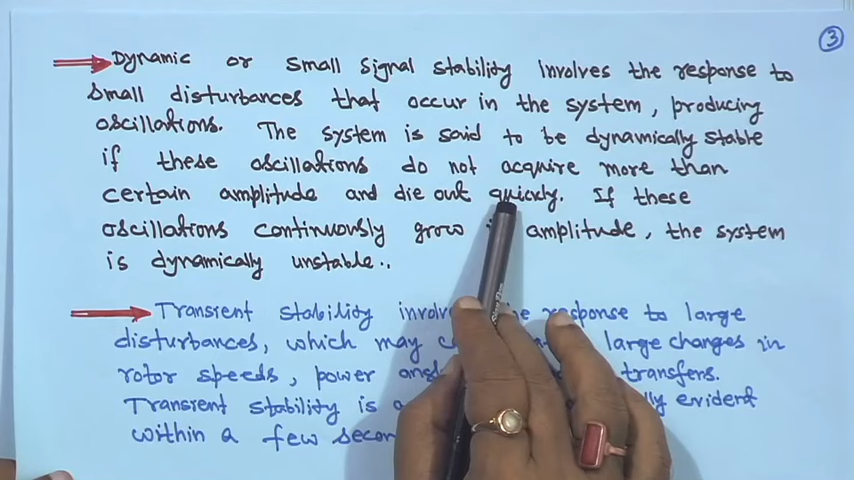 3
Dynamic or small signal stability involves the response to
small disturbances that occur in the system, producing
oscillations. The system is said to be dynamically stable
if these oscillations do not acquire more than
certain amplitude and die out quickly. If these
oscillations continuously grow amplitude, the system
is dynamically unstable..
Transient stability response to large
disturbances, which may large changes in
rotor speeds, power transfers.
Transient stability is evident
within a few